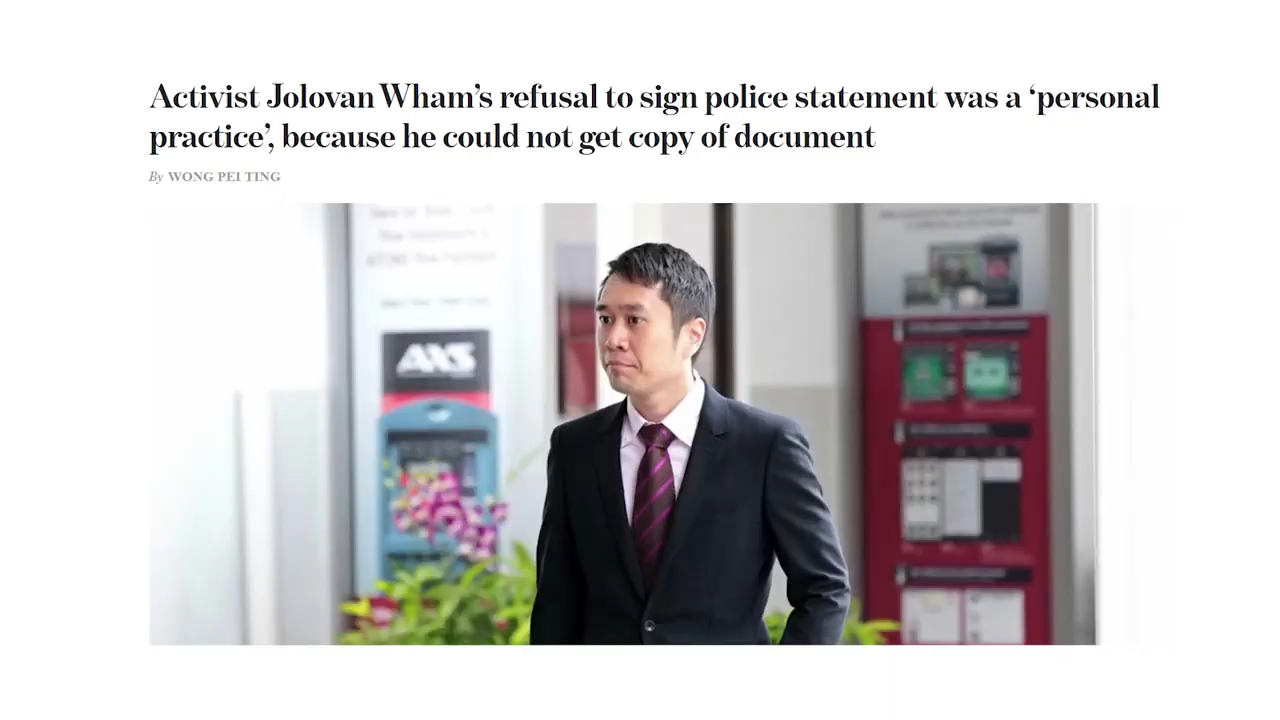 Activist Jolovan Wham’s refusal to sign police statement was a ‘personal
practice’, because he could not get copy of document
By WONG PEI TING
AXS